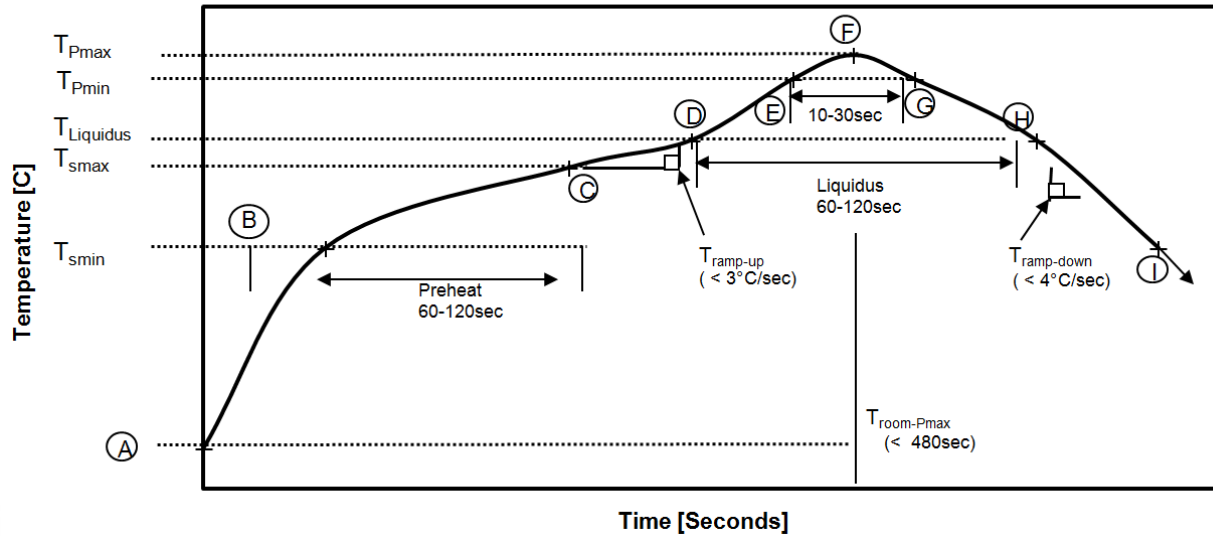 F
TPmax
TPmin
E
G
10-30sec
D
H
TLiquidus
Tsmax
C
Liquidus
60-120sec
B
Tsmin
Tramp-up
( < 3°C/sec)
Tramp-down
( < 4°C/sec)
I
Preheat
60-120sec
Temperature [C]
A
Troom-Pmax
(< 480sec)
Time [Seconds]